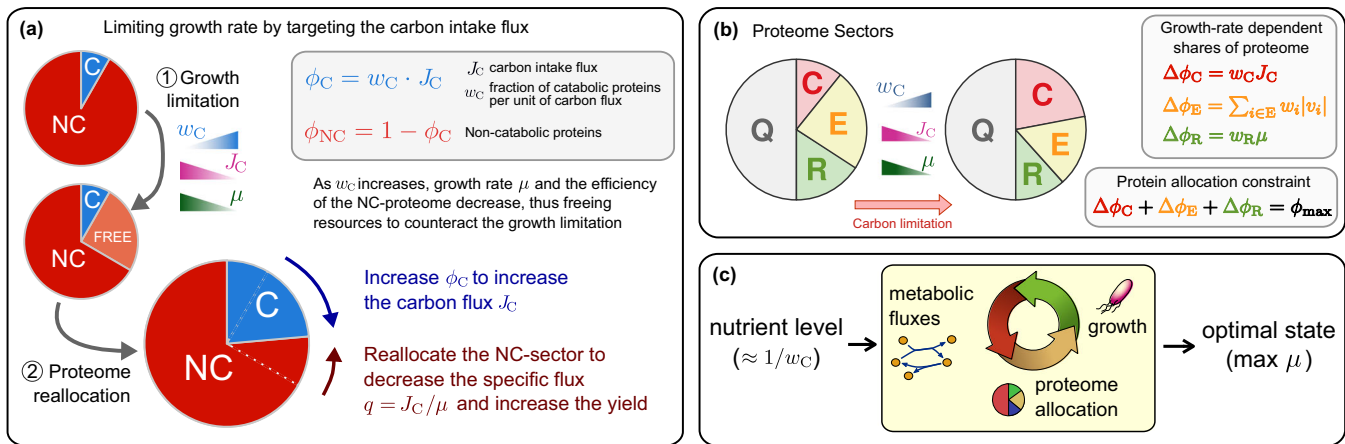 (a) Limiting growth rate by targeting the carbon intake flux
C
NC
① Growth
limitation
w_C
J_C
μ
ϕ_C = w_C · J_C
J_C carbon intake flux
w_C fraction of catabolic proteins
per unit of carbon flux
ϕ_NC = 1 − ϕ_C Non-catabolic proteins
As w_C increases, growth rate μ and the efficiency
of the NC-proteome decrease, thus freeing
resources to counteract the growth limitation
C
FREE
NC
② Proteome
reallocation
C
NC
Increase ϕ_C to increase
the carbon flux J_C
Reallocate the NC-sector to
decrease the specific flux
q = J_C/μ and increase the yield
(b) Proteome Sectors
Q
C
E
R
w_C
J_C
μ
Carbon limitation
Q
C
E
R
Growth-rate dependent
shares of proteome
Δϕ_C = w_C J_C
Δϕ_E = ∑_{i∈E} w_i|v_i|
Δϕ_R = w_R μ
Protein allocation constraint
Δϕ_C + Δϕ_E + Δϕ_R = ϕ_max
(c)
nutrient level
(≈ 1/w_C)
metabolic
fluxes
growth
proteome
allocation
optimal state
(max μ)